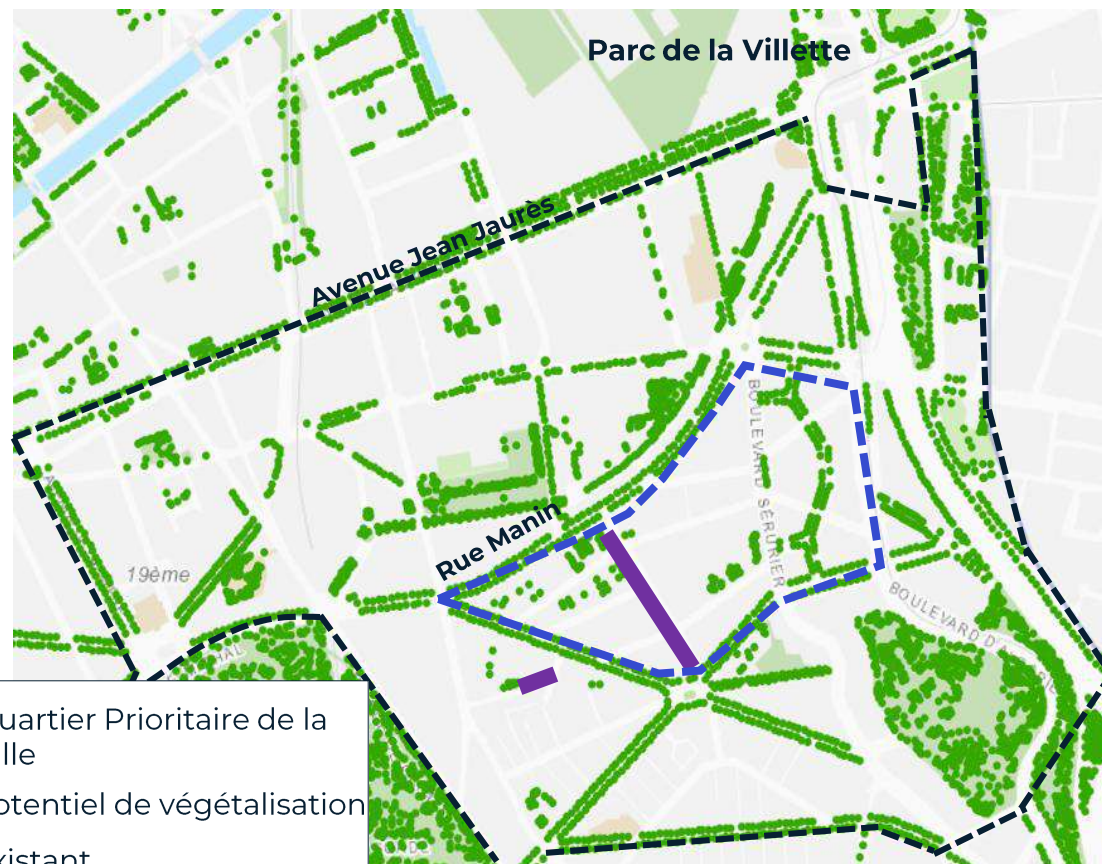 Parc de la Villette
Avenue Jean Jaurès
BOULEVARD SÉRURIER
Rue Manin
19ème
BOULEVARD D'A
uartier Prioritaire de la
lle
otentiel de végétalisation
xistant